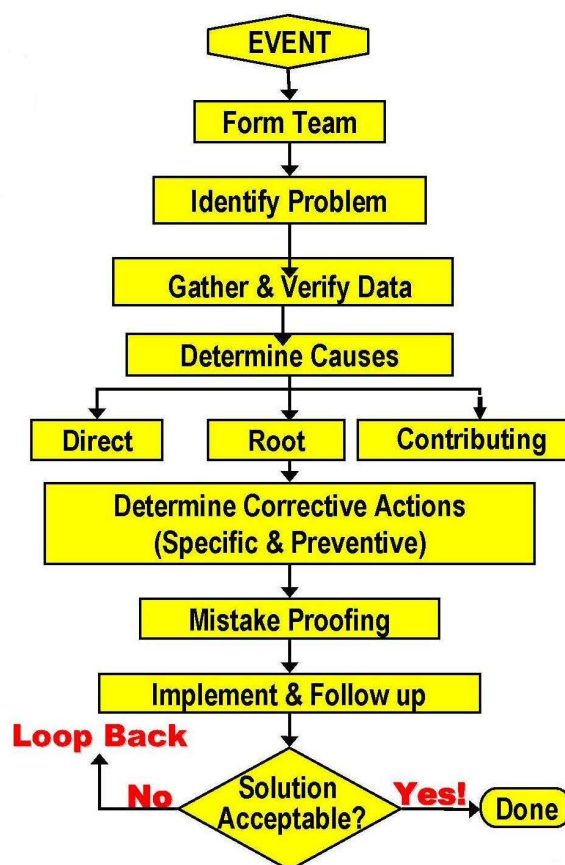 EVENT
Form Team
Identify Problem
Gather & Verify Data
Determine Causes
Direct
Root
Contributing
Determine Corrective Actions
(Specific & Preventive)
Mistake Proofing
Implement & Follow up
Loop Back
No
Solution
Acceptable?
Yes!
Done